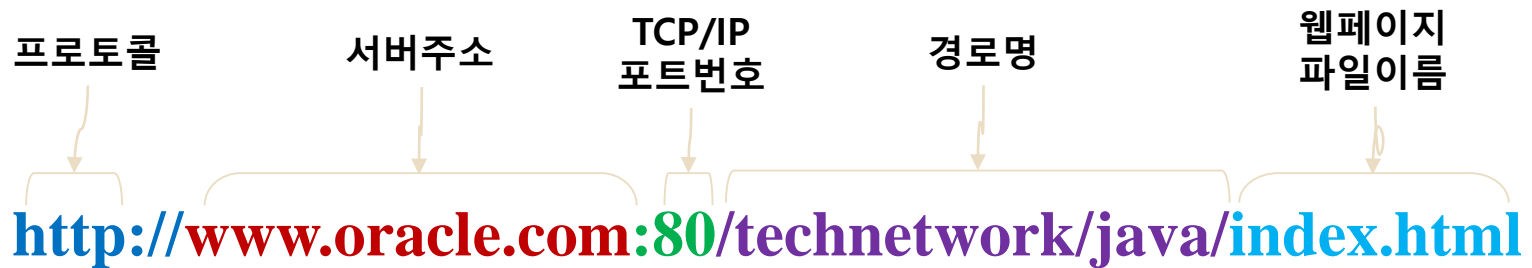 프로토콜
서버주소
TCP/IP
포트번호
경로명
웹페이지
파일이름
http://www.oracle.com:80/technetwork/java/index.html